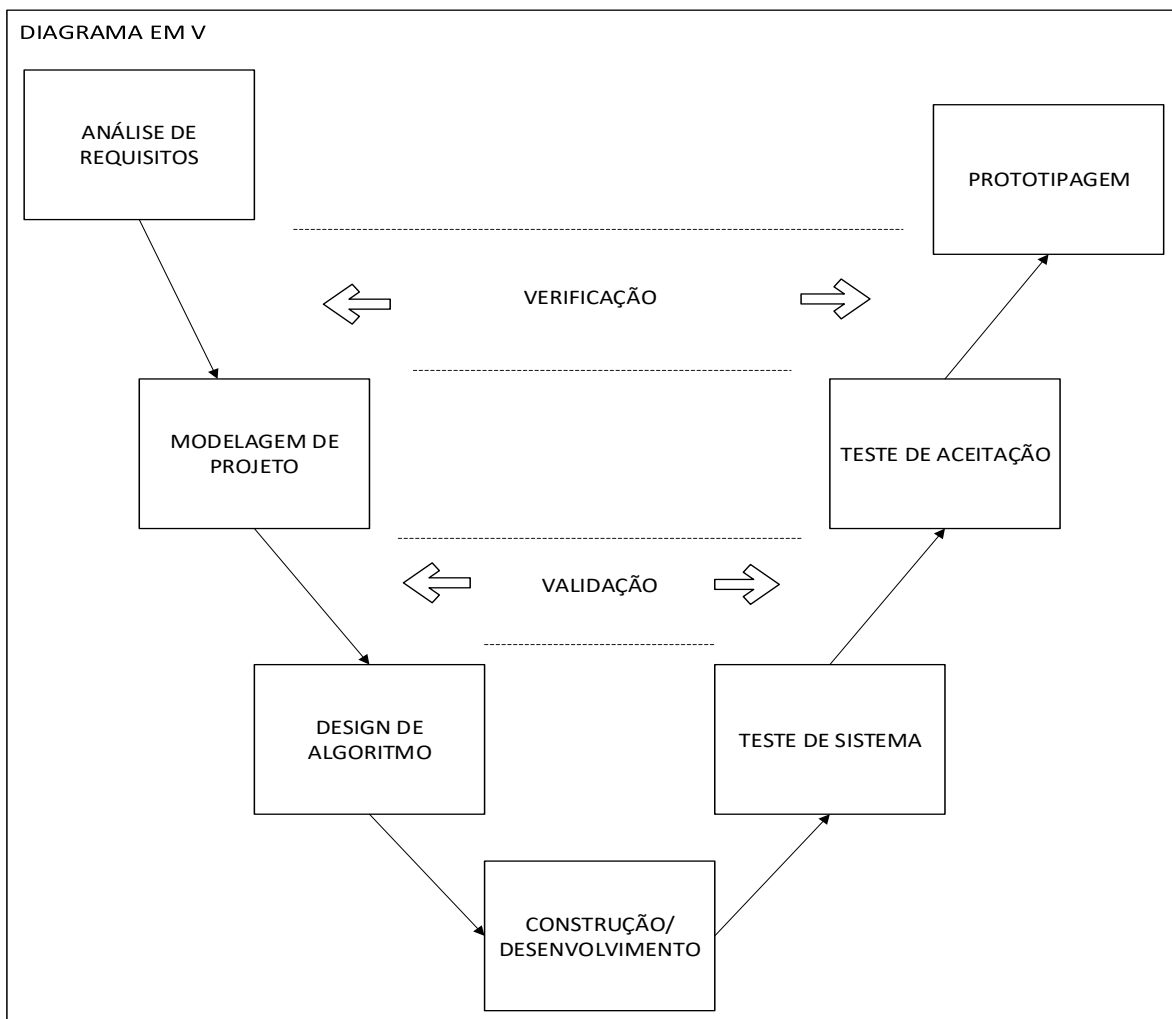 DIAGRAMA EM V
ANÁLISE DE
REQUISITOS
PROTOTIPAGEM
VERIFICAÇÃO
MODELAGEM DE
PROJETO
TESTE DE ACEITAÇÃO
VALIDAÇÃO
DESIGN DE
ALGORITMO
TESTE DE SISTEMA
CONSTRUÇÃO/
DESENVOLVIMENTO